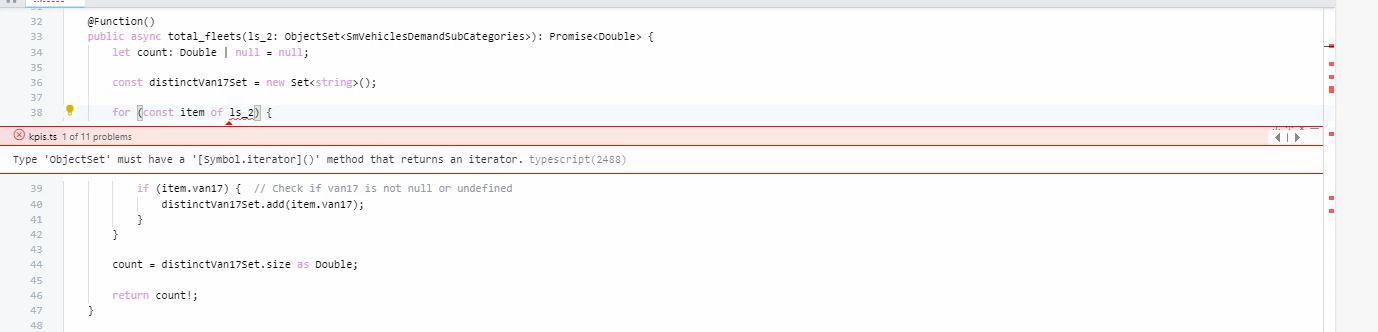 32 @Function()
33 public async total_fleets(ls_2: ObjectSet<SmVehiclesDemandSubCategories>): Promise<Double> {
34 let count: Double | null = null;
35
36 const distinctVan17Set = new Set<string>();
37
38 for (const item of ls_2) {
kpis.ts 1 of 11 problems
Type 'ObjectSet' must have a '[Symbol.iterator]()' method that returns an iterator. typescript(2488)
39 if (item.van17) { // Check if van17 is not null or undefined
40 distinctVan17Set.add(item.van17);
41 }
42 }
43
44 count = distinctVan17Set.size as Double;
45
46 return count!;
47 }
48